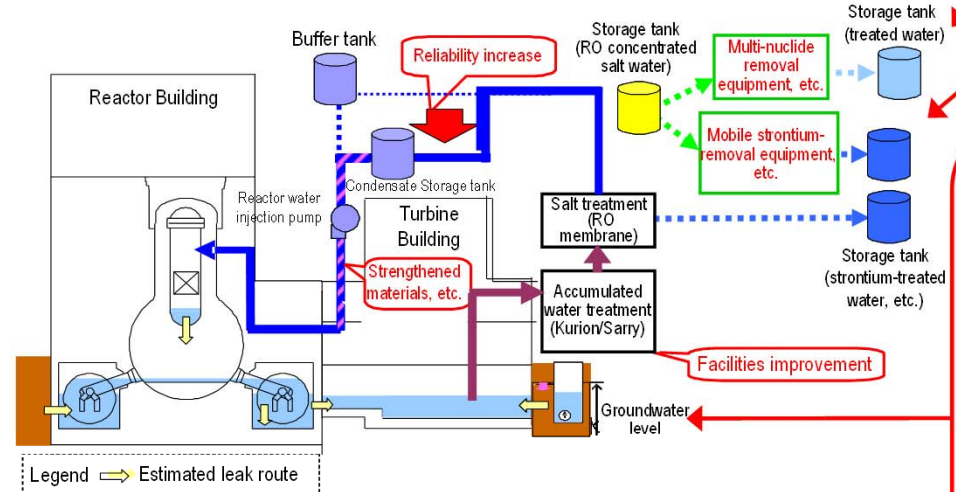 Storage tank
(treated water)
Storage tank
(RO concentrated
salt water)
Multi-nuclide
removal
equipment, etc.
Buffer tank
Reliability increase
Reactor Building
Mobile strontium-
removal equipment,
etc.
Condensate Storage tank
Reactor water
injection pump
Turbine
Building
Salt treatment
(RO
membrane)
Storage tank
(strontium-treated
water, etc.)
Strengthened
materials, etc.
Accumulated
water treatment
(Kurion/Sarry)
Facilities improvement
Groundwater
level
Legend
Estimated leak route